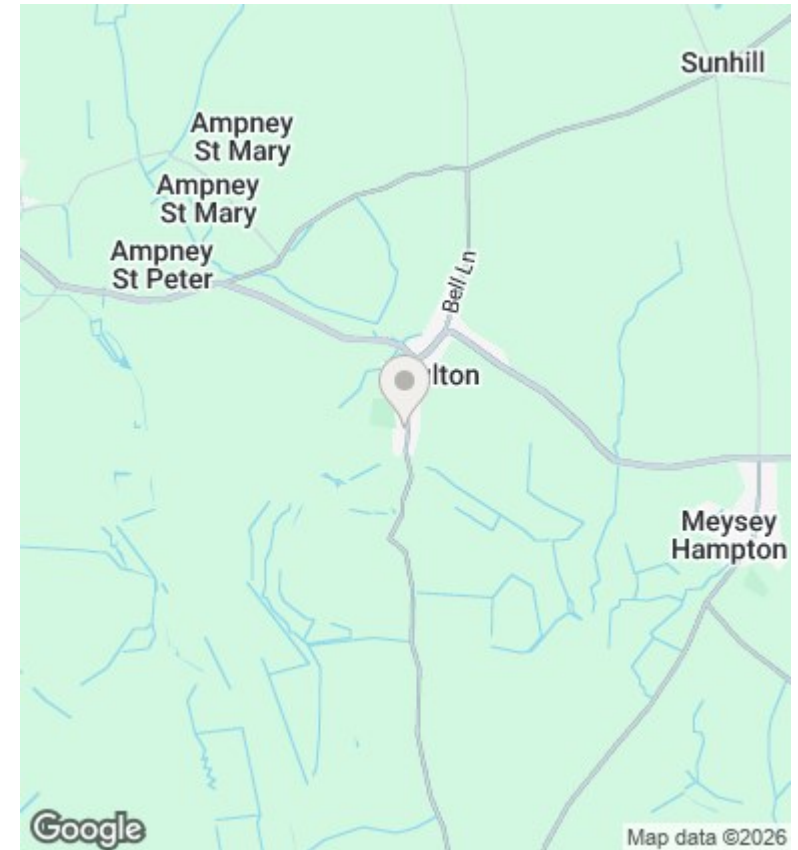 Sunhill
Ampney
St Mary
Ampney
St Mary
Ampney
St Peter
Bell Ln
lton
Meysey
Hampton
Google
Map data ©2026